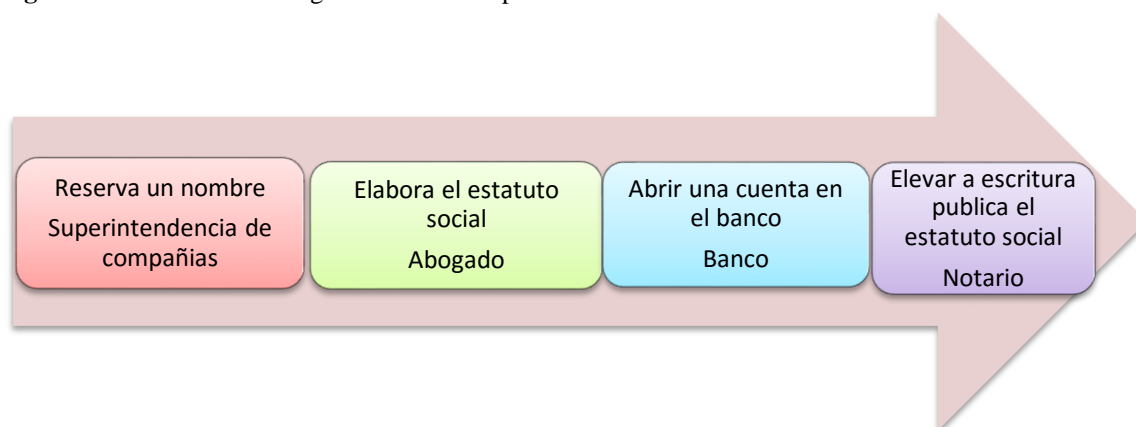 Reserva un nombre
Superintendencia de
compañias
Elabora el estatuto
social
Abogado
Abrir una cuenta en
el banco
Banco
Elevar a escritura
publica el
estatuto social
Notario